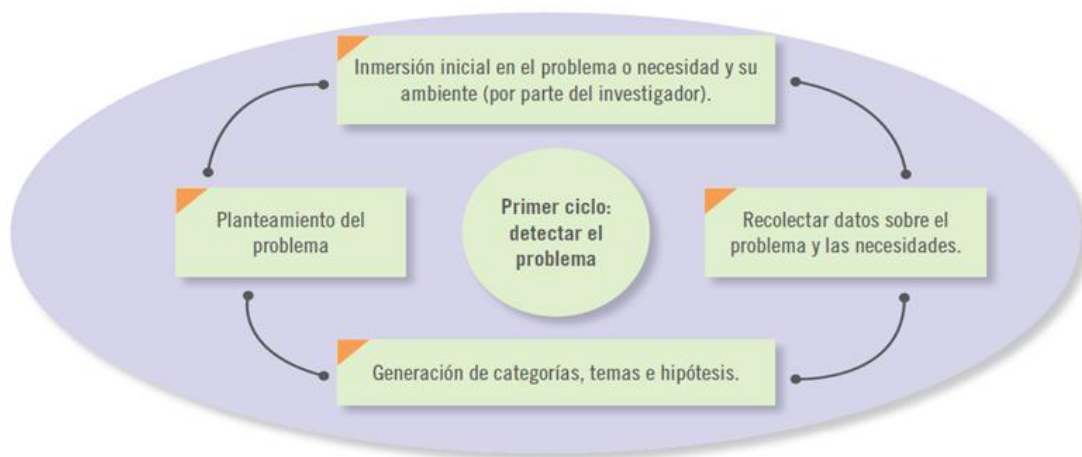 Inmersión inicial en el problema o necesidad y su
ambiente (por parte del investigador).
Planteamiento del
problema
Primer ciclo:
detectar el
problema
Recolectar datos sobre el
problema y las necesidades.
Generación de categorías, temas e hipótesis.